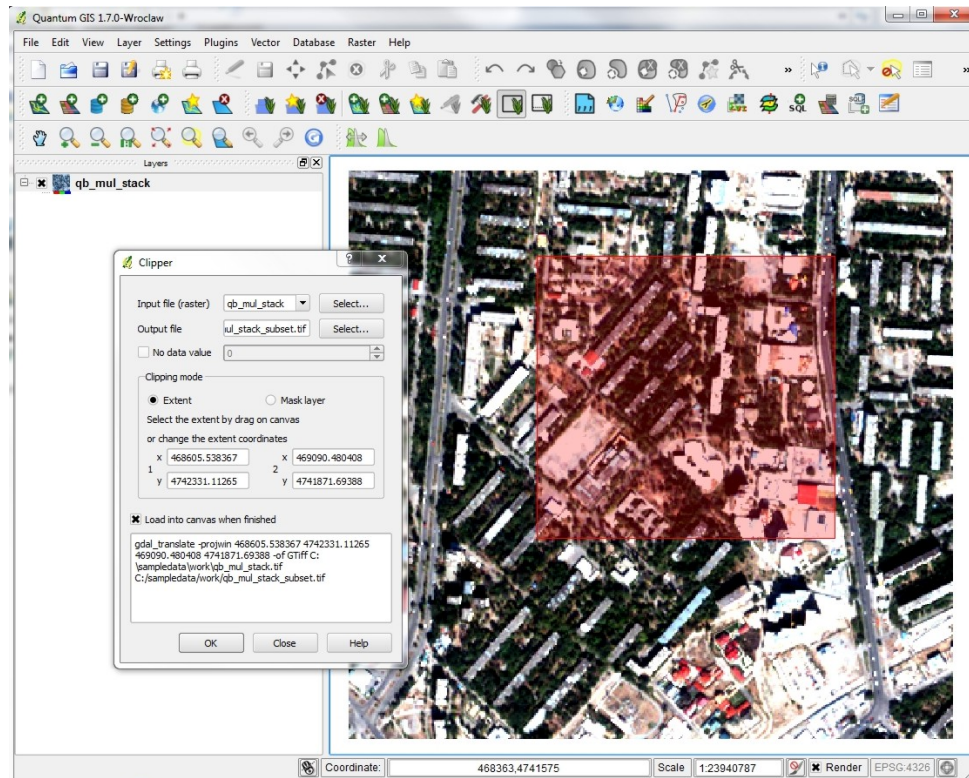 Quantum GIS 1.7.0-Wroclaw
File Edit View Layer Settings Plugins Vector Database Raster Help
» »
SQL
Layers
qb_mul_stack
Clipper
?
Input file (raster) qb_mul_stack Select...
Output file ul_stack_subset.tif Select...
No data value 0
Clipping mode
Extent Mask layer
Select the extent by drag on canvas
or change the extent coordinates
x 468605.538367 x 469090.480408
1 2
y 4742331.11265 y 4741871.69388
Load into canvas when finished
gdal_translate -projwin 468605.538367 4742331.11265
469090.480408 4741871.69388 -of GTiff C:
\sampledata\work\qb_mul_stack.tif
C:/sampledata/work/qb_mul_stack_subset.tif
OK Close Help
Coordinate: 468363,4741575 Scale 1:23940787 Render EPSG:4326